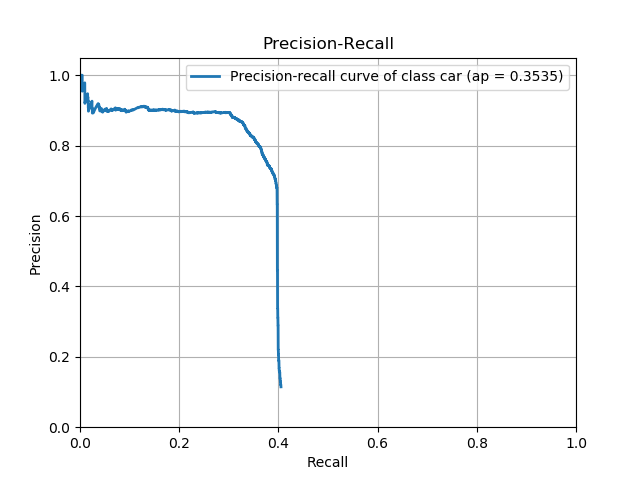 Precision-Recall
Precision-recall curve of class car (ap = 0.3535)
Precision
1.0
0.8
0.6
0.4
0.2
0.0
0.0 0.2 0.4 0.6 0.8 1.0
Recall